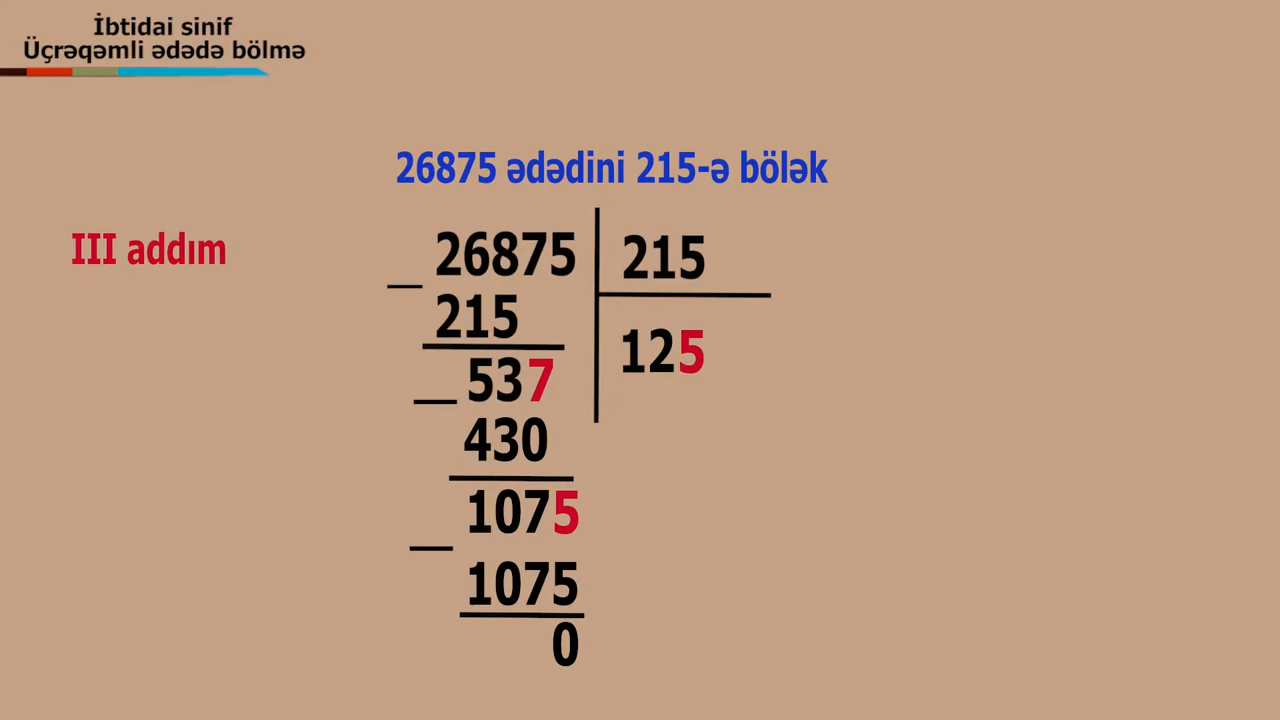 İbtidai sinif
Üçrəqəmli ədədə bölmə
26875 ədədini 215-ə bölək
III addım
26875 215
215
125
_ 537
430
1075
_
1075
0